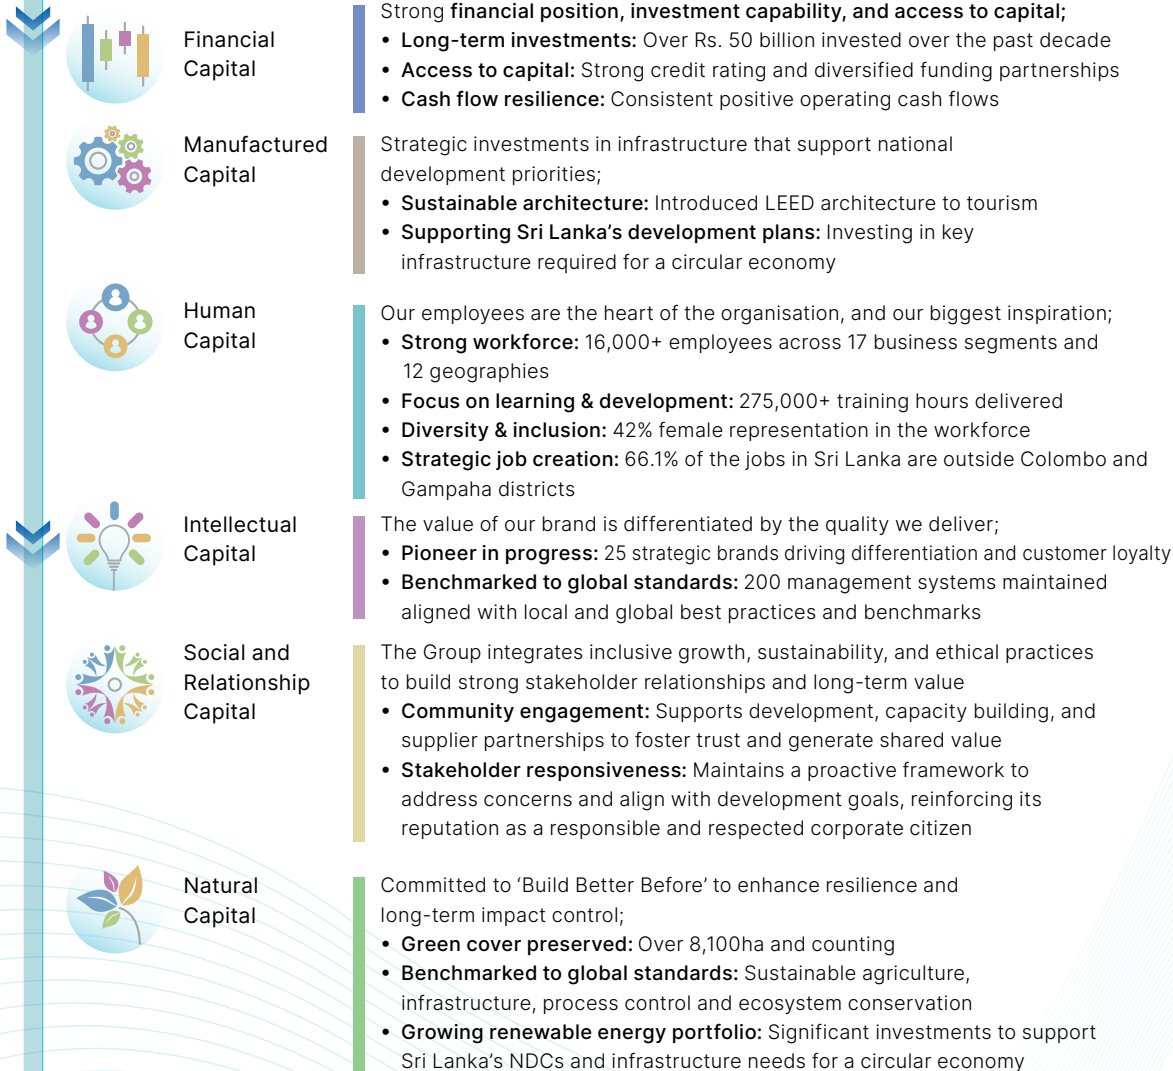 Financial
Capital
Strong financial position, investment capability, and access to capital;
• Long-term investments: Over Rs. 50 billion invested over the past decade
• Access to capital: Strong credit rating and diversified funding partnerships
• Cash flow resilience: Consistent positive operating cash flows
Manufactured
Capital
Strategic investments in infrastructure that support national
development priorities;
• Sustainable architecture: Introduced LEED architecture to tourism
• Supporting Sri Lanka’s development plans: Investing in key
infrastructure required for a circular economy
Human
Capital
Our employees are the heart of the organisation, and our biggest inspiration;
• Strong workforce: 16,000+ employees across 17 business segments and
12 geographies
• Focus on learning & development: 275,000+ training hours delivered
• Diversity & inclusion: 42% female representation in the workforce
• Strategic job creation: 66.1% of the jobs in Sri Lanka are outside Colombo and
Gampaha districts
Intellectual
Capital
The value of our brand is differentiated by the quality we deliver;
• Pioneer in progress: 25 strategic brands driving differentiation and customer loyalty
• Benchmarked to global standards: 200 management systems maintained
aligned with local and global best practices and benchmarks
Social and
Relationship
Capital
The Group integrates inclusive growth, sustainability, and ethical practices
to build strong stakeholder relationships and long-term value
• Community engagement: Supports development, capacity building, and
supplier partnerships to foster trust and generate shared value
• Stakeholder responsiveness: Maintains a proactive framework to
address concerns and align with development goals, reinforcing its
reputation as a responsible and respected corporate citizen
Natural
Capital
Committed to ‘Build Better Before’ to enhance resilience and
long-term impact control;
• Green cover preserved: Over 8,100ha and counting
• Benchmarked to global standards: Sustainable agriculture,
infrastructure, process control and ecosystem conservation
• Growing renewable energy portfolio: Significant investments to support
Sri Lanka’s NDCs and infrastructure needs for a circular economy